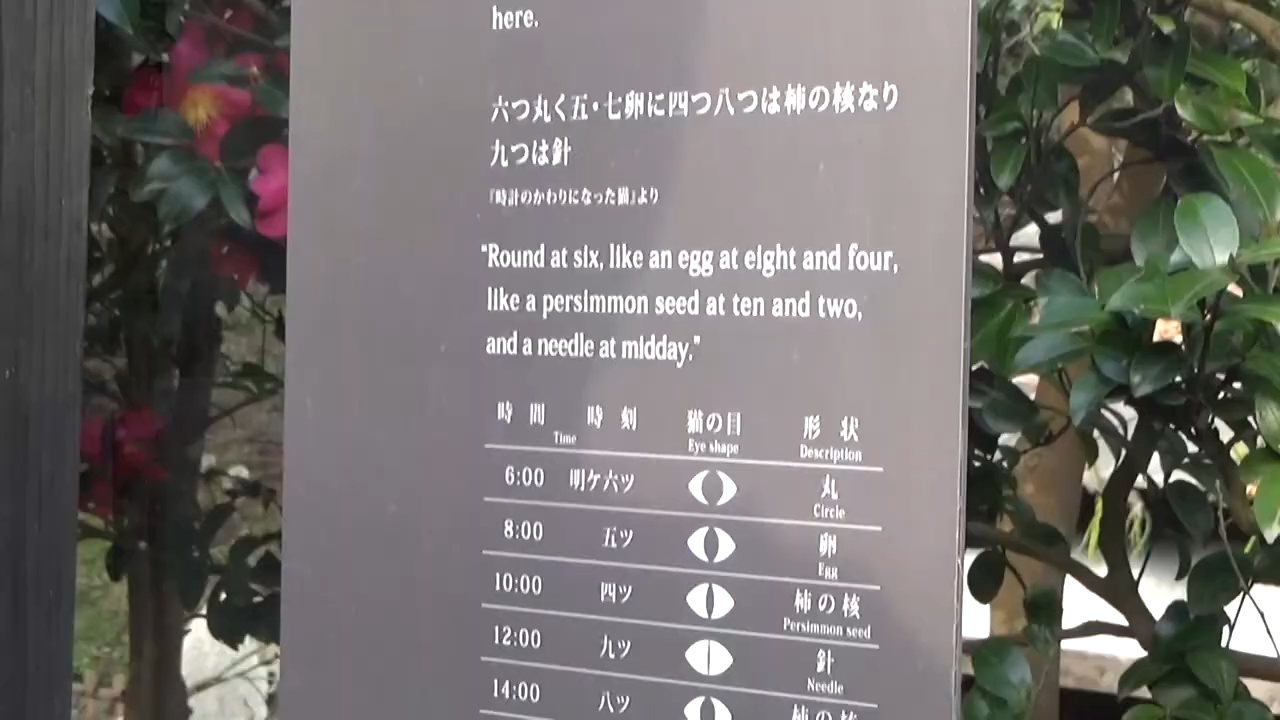 here.
六つ丸く五・七卵に四つ八つは柿の核なり
九つは針
『時計のかわりになった猫』より
“Round at six, like an egg at eight and four,
like a persimmon seed at ten and two,
and a needle at midday.”
時間 時刻 猫の目 形状
Time Eye shape Description
6:00 明ケ六ツ 丸
Circle
8:00 五ツ 卵
Egg
10:00 四ツ 柿の核
Persimmon seed
12:00 九ツ 針
Needle
14:00 八ツ 柿の核